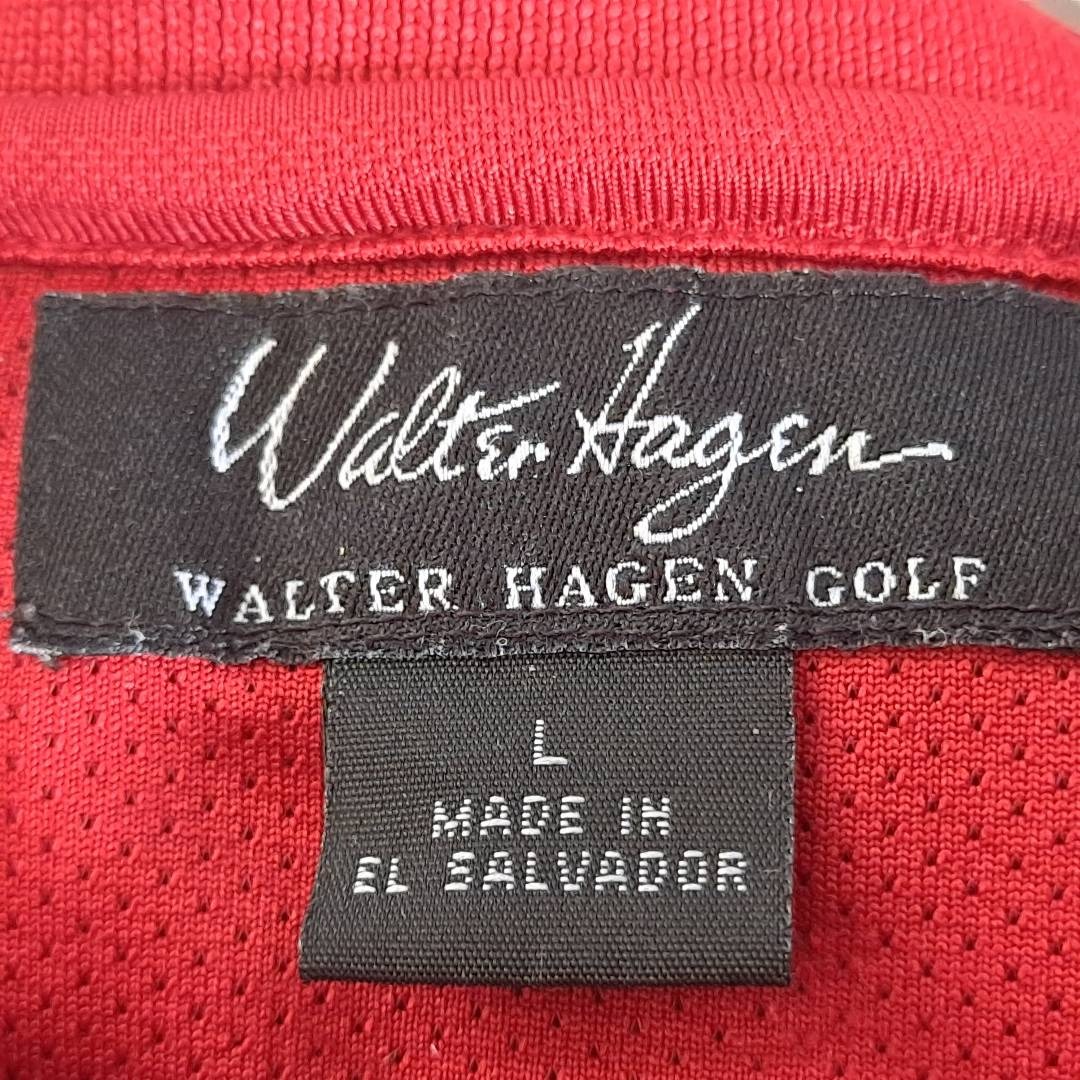 Walter Hagen
WALTER HAGEN GOLF
L
MADE IN
EL SALVADOR